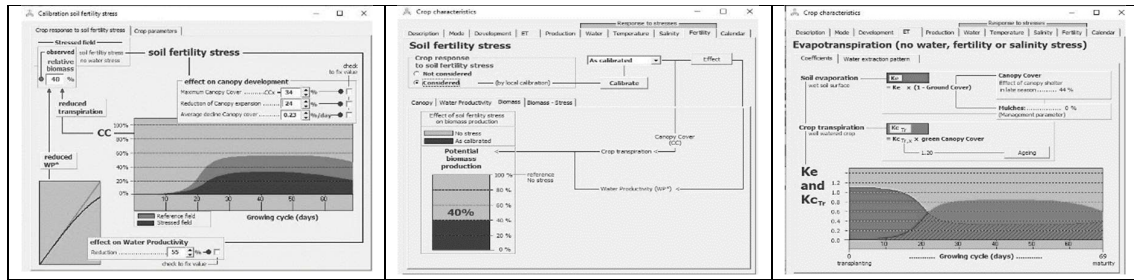 Calibration soil fertility stress
Crop response to soil fertility stress
Crop parameters
Stressed field
observed
soil fertility stress
no water stress
relative
biomass
40 %
soil fertility stress
effect on canopy development
check
to fix value
Maximum Canopy Cover ..... CCx 34 %
Reduction of Canopy expansion 24 %
Average decline Canopy cover 0.23 %/day
reduced
transpiration
CC
100%
80%
60%
40%
20%
0%
10 20 30 40 50 60
Growing cycle (days)
reduced
WP*
Reference field
Stressed field
effect on Water Productivity
Reduction 55 %
check to fix value
Crop characteristics
Response to stresses
Description Mode Development ET Production Water Temperature Salinity Fertility Calendar
Soil fertility stress
Crop response
to soil fertility stress
Not considered
Considered (by local calibration)
As calibrated
Effect
Calibrate
Canopy Water Productivity Biomass Biomass - Stress
Effect of soil fertility stress
on biomass production
No stress
As calibrated
Potential
biomass
production
100 %
80 %
60 %
40 %
20 %
0 %
40%
reference
No stress
Canopy Cover
(CC)
Crop transpiration
Water Productivity (WP*)
Crop characteristics
Response to stresses
Description Mode Development ET Production Water Temperature Salinity Fertility Calendar
Evapotranspiration (no water, fertility or salinity stress)
Coefficients Water extraction pattern
Soil evaporation
wet soil surface
Ke
= Ke x (1 - Ground Cover)
Canopy Cover
Effect of canopy shelter
in late season 44 %
Mulches: 0 %
(Management parameter)
Crop transpiration
well watered crop
Kc Tr
= Kc Tr,x x green Canopy Cover
1.20
Ageing
Ke
and
KcTr
1.2
1.0
0.8
0.6
0.4
0.2
0.0
0 20 40 60 69
transplanting
Growing cycle (days)
maturity